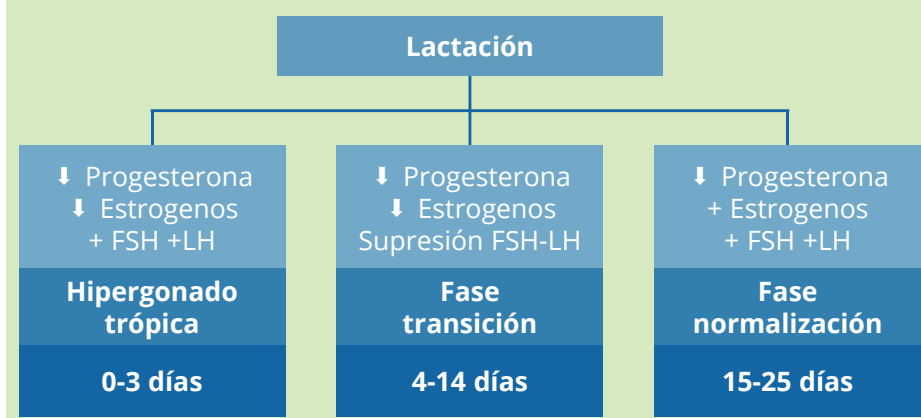 Lactación
⬇ Progesterona
⬇ Estrogenos
+ FSH +LH
Hipergonado
trópica
0-3 días
⬇ Progesterona
⬇ Estrogenos
Supresión FSH-LH
Fase
transición
4-14 días
⬇ Progesterona
+ Estrogenos
+ FSH +LH
Fase
normalización
15-25 días